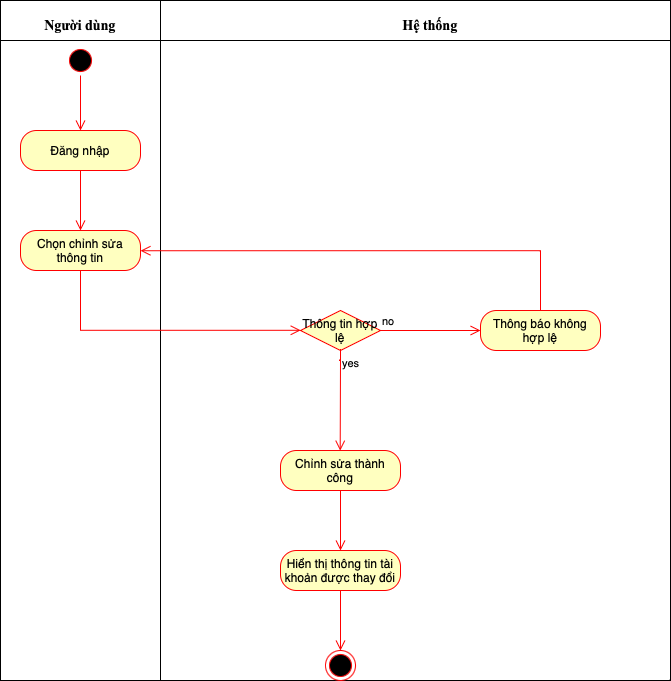 Người dùng
Hệ thống
Đăng nhập
Chọn chỉnh sửa
thông tin
Thông tin hợp
lệ
no
Thông báo không
hợp lệ
yes
Chỉnh sửa thành
công
Hiển thị thông tin tài
khoản được thay đổi